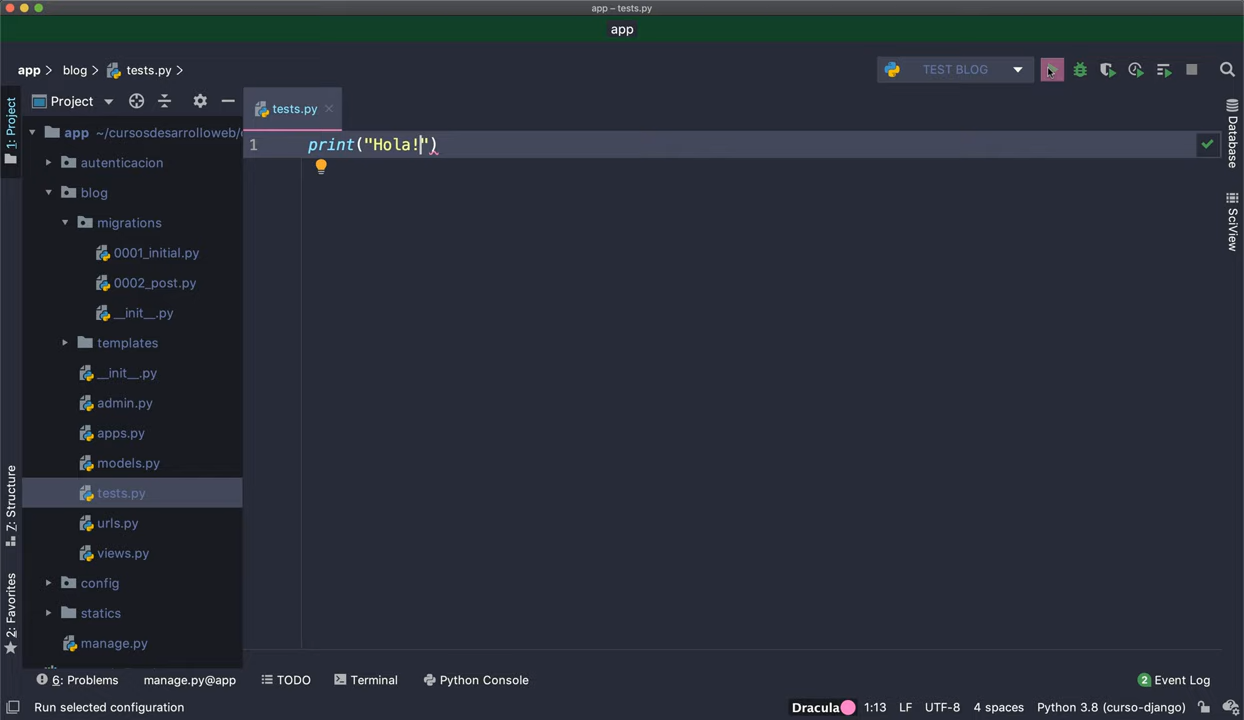 app – tests.py
app
app
blog
tests.py
TEST BLOG
1: Project
Project
tests.py
Database
app ~/cursosdesarrolloweb/
1
print("Hola!")
autenticacion
blog
SciView
migrations
0001_initial.py
0002_post.py
__init__.py
templates
__init__.py
admin.py
apps.py
models.py
Z: Structure
tests.py
urls.py
views.py
config
2: Favorites
statics
manage.py
6: Problems
manage.py@app
TODO
Terminal
Python Console
2 Event Log
Run selected configuration
Dracula
1:13
LF
UTF-8
4 spaces
Python 3.8 (curso-django)